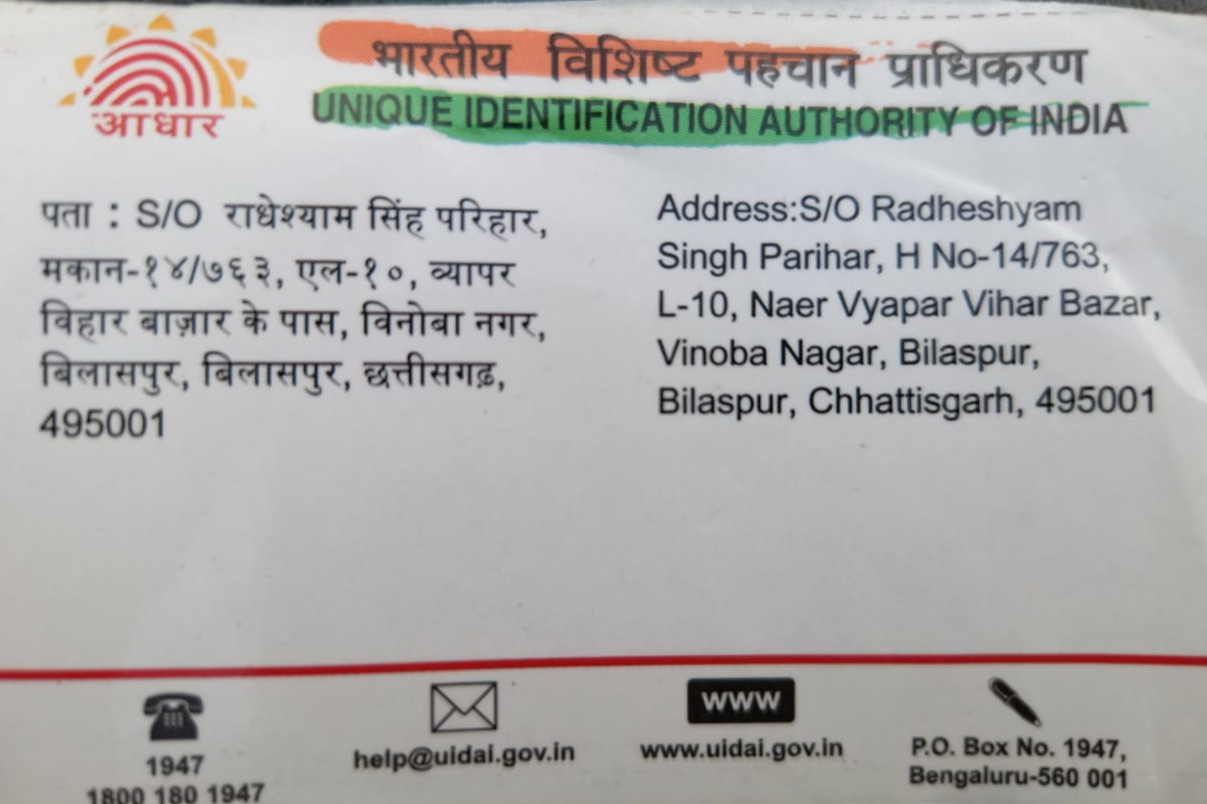 आधार
भारतीय विशिष्ट पहचान प्राधिकरण
UNIQUE IDENTIFICATION AUTHORITY OF INDIA
पता : S/O राधेश्याम सिंह परिहार,
मकान-१४/७६३, एल-१०, व्यापर
विहार बाज़ार के पास, विनोबा नगर,
बिलासपुर, बिलासपुर, छत्तीसगढ़,
495001
Address:S/O Radheshyam
Singh Parihar, H No-14/763,
L-10, Naer Vyapar Vihar Bazar,
Vinoba Nagar, Bilaspur,
Bilaspur, Chhattisgarh, 495001
1947
1800 180 1947
help@uidai.gov.in
www
www.uidai.gov.in
P.O. Box No. 1947,
Bengaluru-560 001